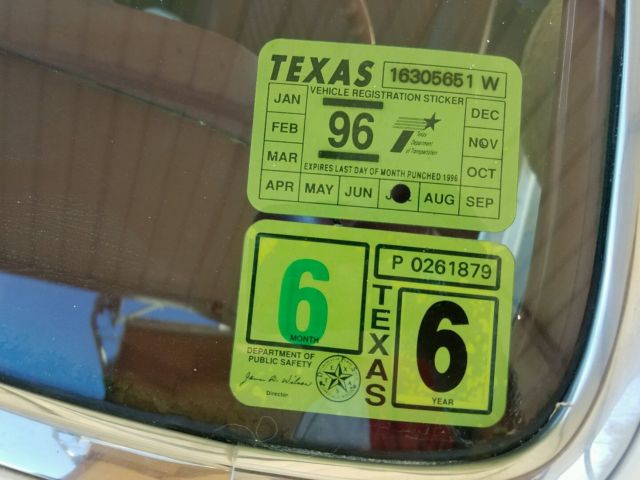 TEXAS 16305651 W
VEHICLE REGISTRATION STICKER
JAN
FEB
MAR
96
Texas
Department
of Transportation
DEC
NOV
OCT
EXPIRES LAST DAY OF MONTH PUNCHED 1996
APR MAY JUN AUG SEP
6
MONTH
P 0261879
TEXAS
6
YEAR
DEPARTMENT OF
PUBLIC SAFETY
Director